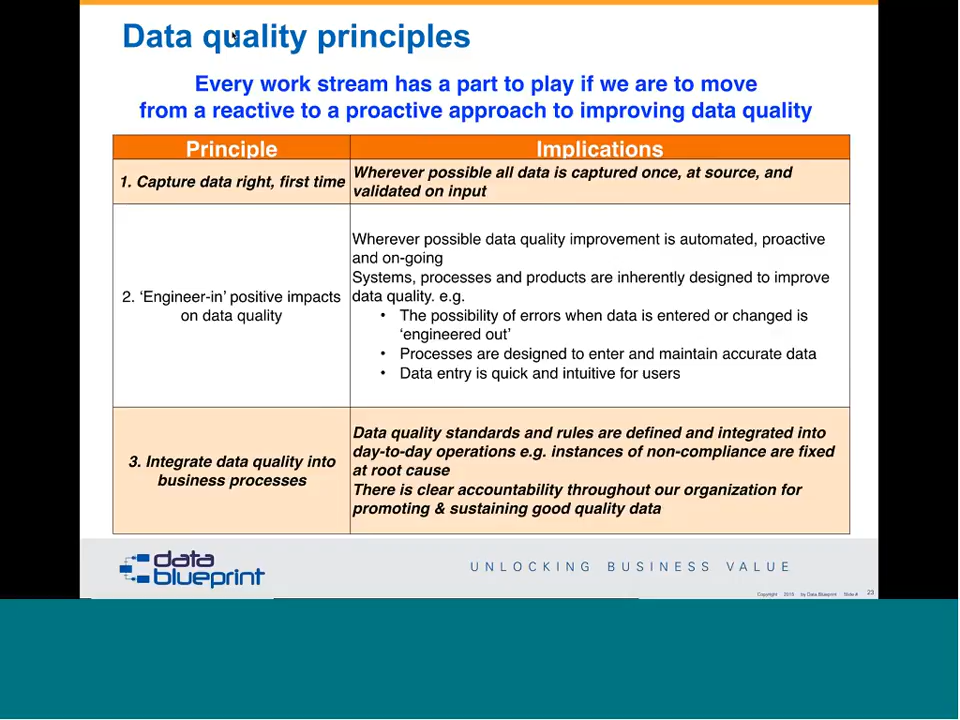 Data quality principles
Every work stream has a part to play if we are to move
from a reactive to a proactive approach to improving data quality
Principle
Implications
1. Capture data right, first time
Wherever possible all data is captured once, at source, and
validated on input
2. ‘Engineer-in’ positive impacts
on data quality
Wherever possible data quality improvement is automated, proactive
and on-going
Systems, processes and products are inherently designed to improve
data quality. e.g.
• The possibility of errors when data is entered or changed is
‘engineered out’
• Processes are designed to enter and maintain accurate data
• Data entry is quick and intuitive for users
3. Integrate data quality into
business processes
Data quality standards and rules are defined and integrated into
day-to-day operations e.g. instances of non-compliance are fixed
at root cause
There is clear accountability throughout our organization for
promoting & sustaining good quality data
data
blueprint
UNLOCKING BUSINESS VALUE
Copyright 2015 by Data Blueprint Slide # 23